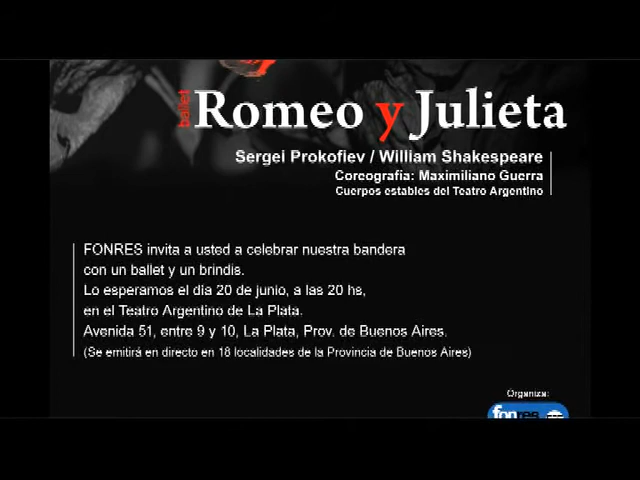 ballet
Romeo y Julieta
Sergei Prokofiev / William Shakespeare
Coreografía: Maximiliano Guerra
Cuerpos estables del Teatro Argentino
FONRES invita a usted a celebrar nuestra bandera
con un ballet y un brindis.
Lo esperamos el día 20 de junio, a las 20 hs,
en el Teatro Argentino de La Plata.
Avenida 51, entre 9 y 10, La Plata, Prov. de Buenos Aires.
(Se emitirá en directo en 18 localidades de la Provincia de Buenos Aires)
Organiza:
fonres